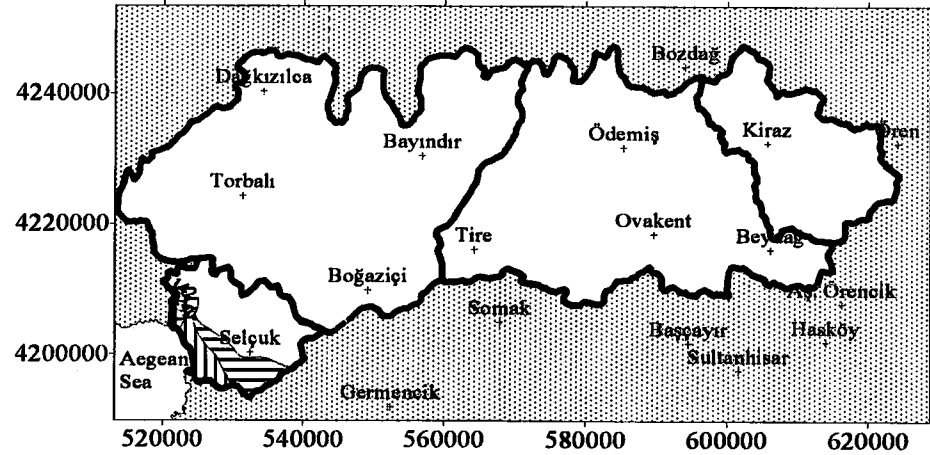 Bozdağ
Dağkızılca
4240000
Ödemiş
Kiraz
Ören
Bayındır
Torbalı
4220000
Ovakent
Tire
Beydağ
Boğaziçi
Aş. Örencik
Somak
Selçuk
Başçayır
Hasköy
4200000
Aegean
Sea
Sultanhisar
Germencik
520000 540000 560000 580000 600000 620000